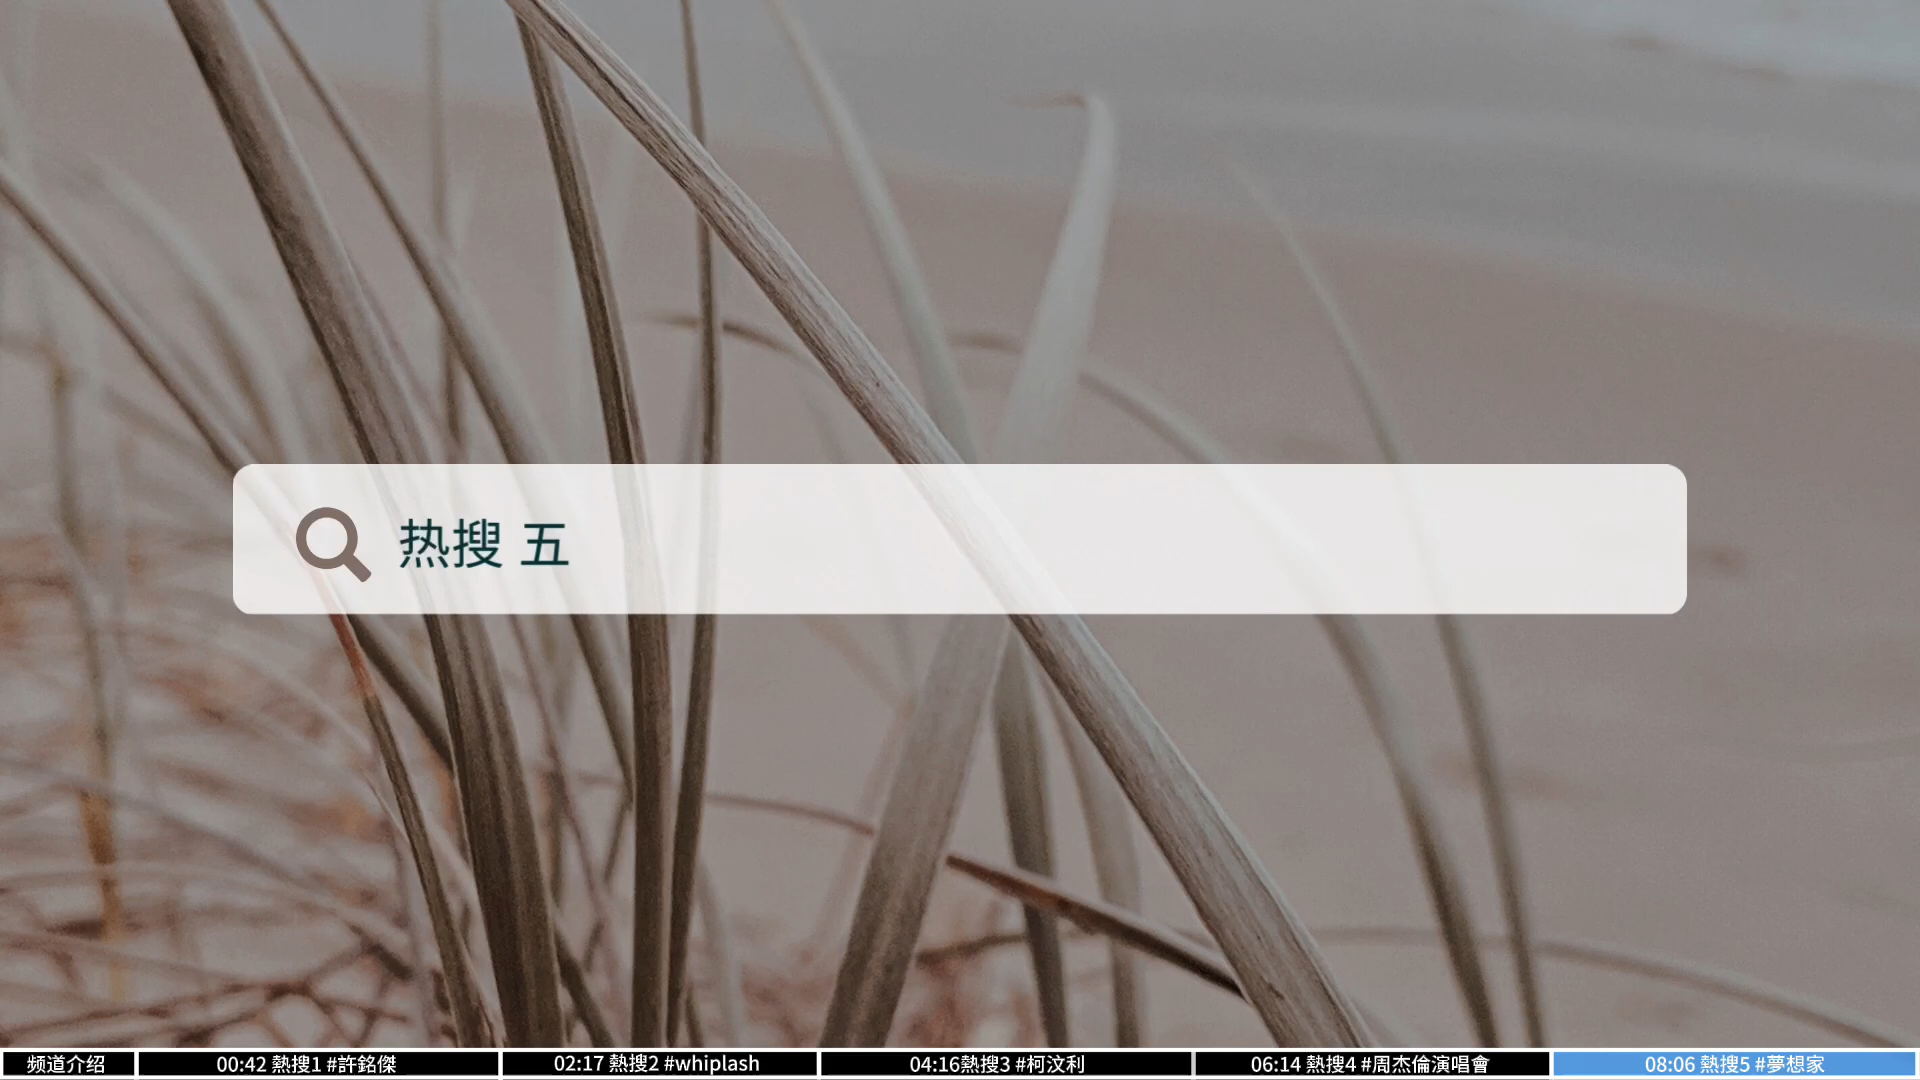 热搜 五
频道介绍
00:42 熱搜1 #許銘傑
02:17 熱搜2 #whiplash
04:16熱搜3 #柯汶利
06:14 熱搜4 #周杰倫演唱會
08:06 熱搜5 #夢想家